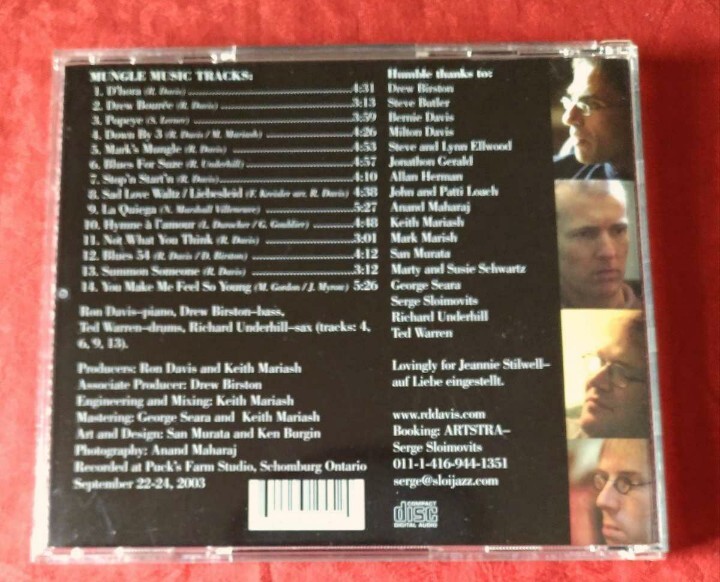 MUNGLE MUSIC TRACKS:
1. D'hora (R. Davis) 4:31
2. Drew Bourée (R. Davis) 3:13
3. Popeye (S. Lerner) 3:59
4. Down By 3 (R. Davis / M. Mariash) 4:26
5. Mark's Mungle (R. Davis) 4:53
6. Blues For Suze (R. Underhill) 4:57
7. Stop'n Start'n (R. Davis) 4:10
8. Sad Love Waltz / Liebesleid (F. Kreisler arr. R. Davis) 4:38
9. La Quiega (N. Marshall Villeneuve) 5:27
10. Hymne à l'amour (L. Durocher / G. Gauthier) 4:48
11. Not What You Think (R. Davis) 3:01
12. Blues 54 (R. Davis / D. Birston) 4:12
13. Summon Someone (R. Davis) 3:12
14. You Make Me Feel So Young (M. Gordon / J. Myrow) 5:26
Ron Davis–piano, Drew Birston–bass,
Ted Warren–drums, Richard Underhill–sax (tracks: 4,
6, 9, 13).
Producers: Ron Davis and Keith Mariash
Associate Producer: Drew Birston
Engineering and Mixing: Keith Mariash
Mastering: George Seara and Keith Mariash
Art and Design: San Murata and Ken Burgin
Photography: Anand Maharaj
Recorded at Puck's Farm Studio, Schomburg Ontario
September 22-24, 2003
Humble thanks to:
Drew Birston
Steve Butler
Bernie Davis
Milton Davis
Steve and Lynn Ellwood
Jonathon Gerald
Allan Herman
John and Patti Loach
Anand Maharaj
Keith Mariash
Mark Marish
San Murata
Marty and Susie Schwartz
George Seara
Serge Sloimovits
Richard Underhill
Ted Warren
Lovingly for Jeannie Stilwell–
auf Liebe eingestellt.
www.rddavis.com
Booking: ARTSTRA–
Serge Sloimovits
011-1-416-944-1351
serge@sloijazz.com
COMPACT
disc
DIGITAL AUDIO